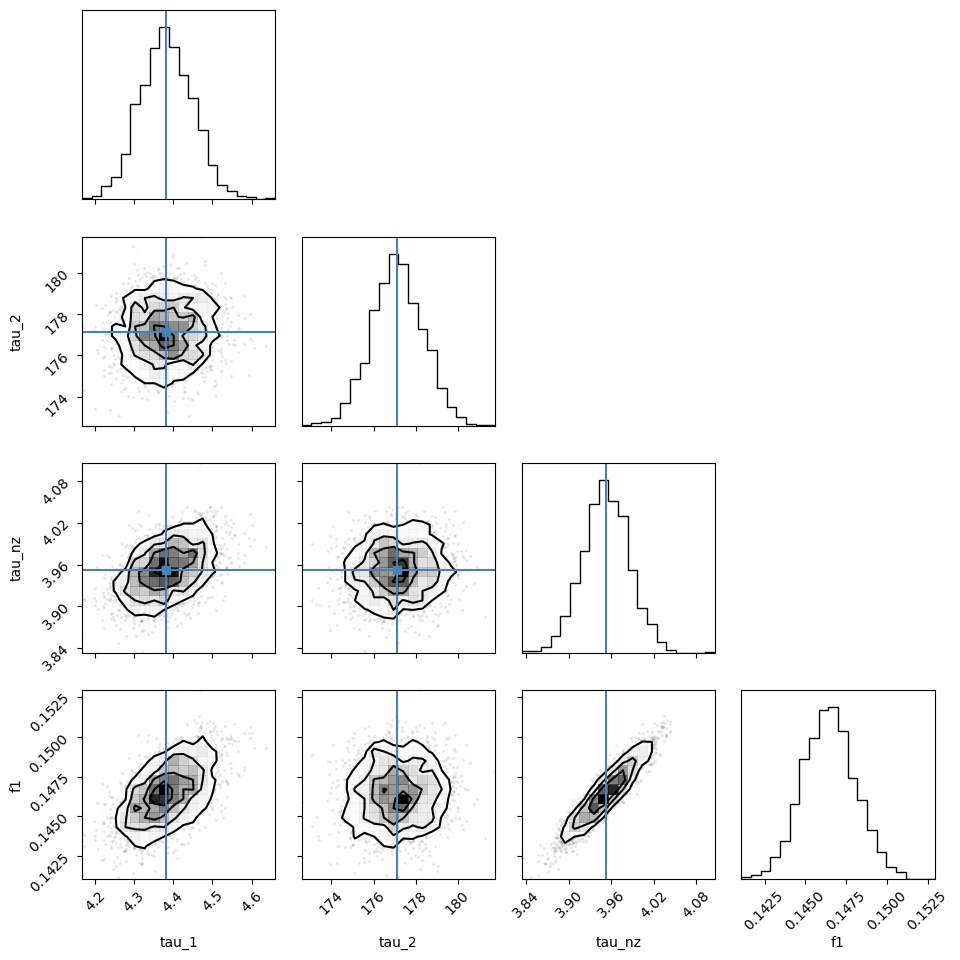 180
178
176
174
tau_2
4.08
4.02
3.96
3.90
3.84
tau_nz
0.1525
0.1500
0.1475
0.1450
0.1425
f1
4.2 4.3 4.4 4.5 4.6
174 176 178 180
3.84 3.90 3.96 4.02 4.08
0.1425 0.1450 0.1475 0.1500 0.1525
tau_1 tau_2 tau_nz f1